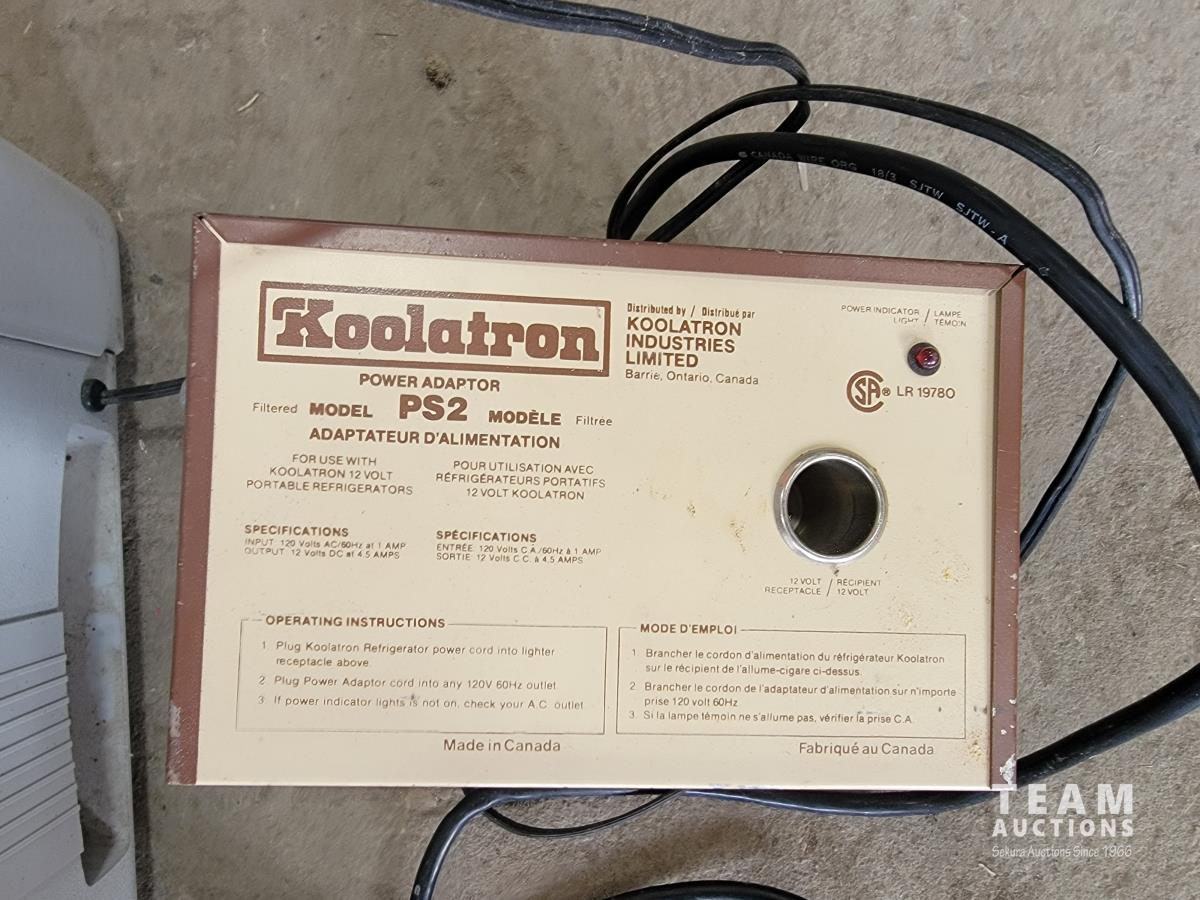 CANADA WIRE ORG 18/3 SJTW SJTW-A
Koolatron
POWER ADAPTOR
Filtered MODEL PS2 MODÈLE Filtrée
ADAPTATEUR D'ALIMENTATION
FOR USE WITH
KOOLATRON 12 VOLT
PORTABLE REFRIGERATORS
POUR UTILISATION AVEC
RÉFRIGÉRATEURS PORTATIFS
12 VOLT KOOLATRON
SPECIFICATIONS
INPUT: 120 Volts AC/60Hz at 1 AMP
OUTPUT: 12 Volts DC at 4.5 AMPS
SPÉCIFICATIONS
ENTRÉE: 120 Volts C.A./60Hz à 1 AMP
SORTIE: 12 Volts C.C. à 4.5 AMPS
Distributed by / Distribué par
KOOLATRON
INDUSTRIES
LIMITED
Barrie, Ontario, Canada
POWER INDICATOR / LAMPE
LIGHT / TÉMOIN
SA® LR 19780
12 VOLT / RÉCIPIENT
RECEPTACLE / 12 VOLT
OPERATING INSTRUCTIONS
1. Plug Koolatron Refrigerator power cord into lighter
receptacle above.
2. Plug Power Adaptor cord into any 120V 60Hz outlet
3. If power indicator lights is not on, check your A.C. outlet
MODE D'EMPLOI
1. Brancher le cordon d'alimentation du réfrigérateur Koolatron
sur le récipient de l'allume-cigare ci-dessus.
2. Brancher le cordon de l'adaptateur d'alimentation sur n'importe
prise 120 volt 60Hz
3. Si la lampe témoin ne s'allume pas, vérifier la prise C.A.
Made in Canada
Fabriqué au Canada
TEAM
AUCTIONS
Sekura Auctions Since 1966